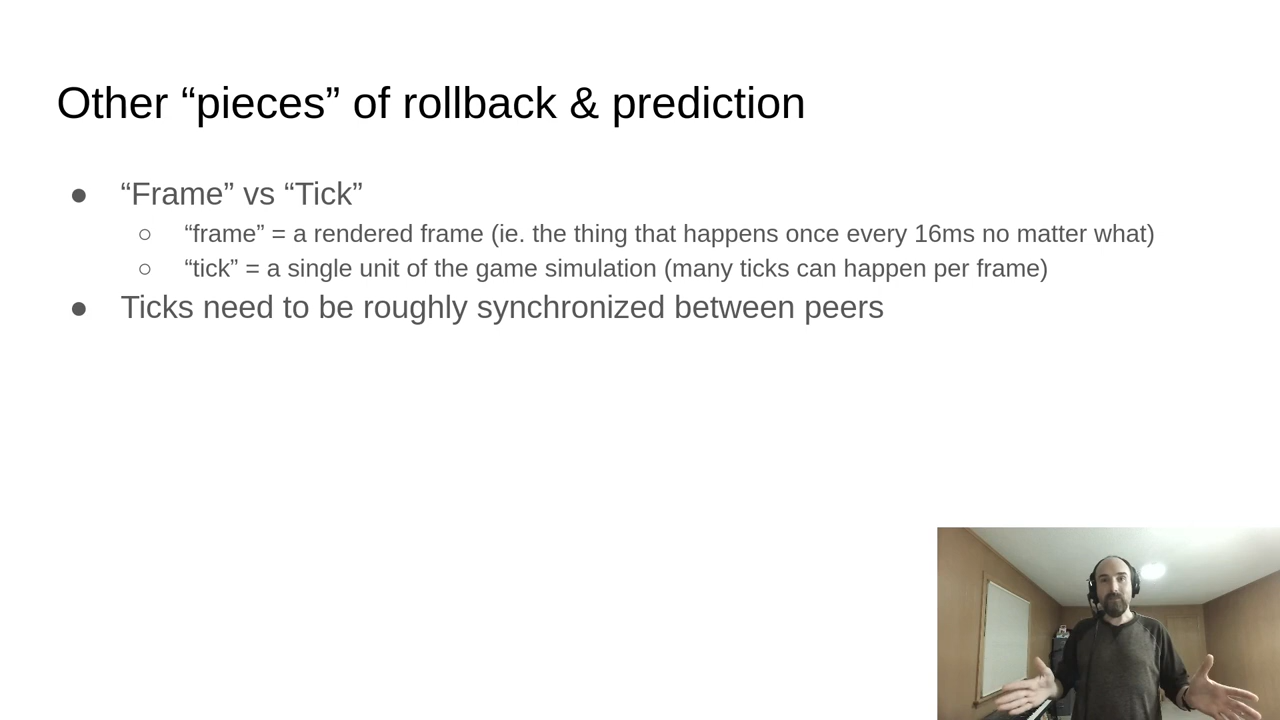 Other “pieces” of rollback & prediction
● “Frame” vs “Tick”
○ “frame” = a rendered frame (ie. the thing that happens once every 16ms no matter what)
○ “tick” = a single unit of the game simulation (many ticks can happen per frame)
● Ticks need to be roughly synchronized between peers